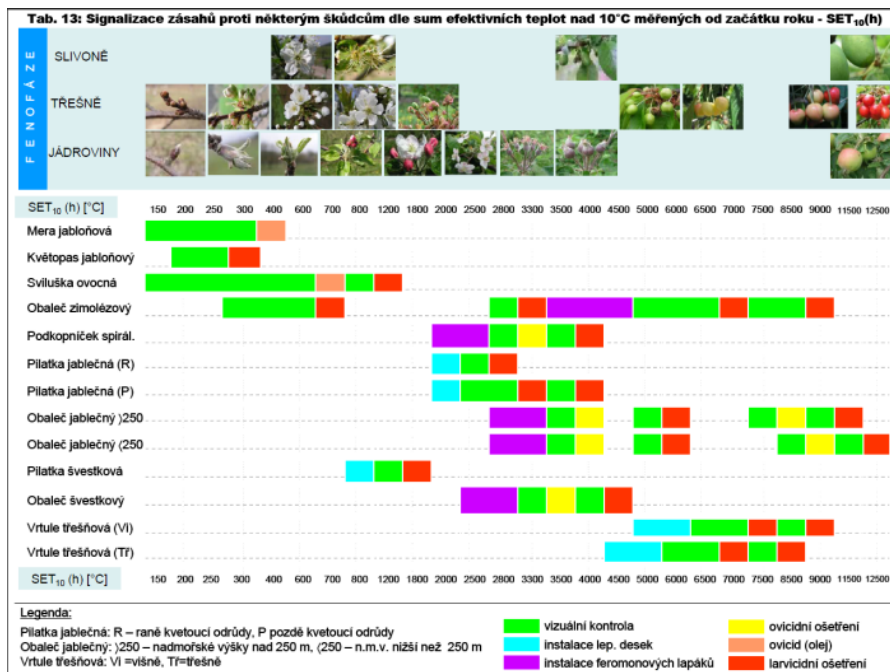 Tab. 13: Signalizace zásahů proti některým škůdcům dle sum efektivních teplot nad 10°C měřených od začátku roku - SET10(h)
FENOFÁZE
SLIVONĚ
TŘEŠNĚ
JÁDROVINY
SET10 (h) [°C] 150 200 250 300 400 600 700 800 1200 1800 2000 2500 2800 3300 3500 4000 4500 5000 6000 6500 7000 7500 8500 9000 11500 12500
Mera jabloňová
Květopas jabloňový
Sviluška ovocná
Obaleč zimolézový
Podkopníček spirál.
Pilatka jablečná (R)
Pilatka jablečná (P)
Obaleč jablečný ⟩250
Obaleč jablečný ⟨250
Pilatka švestková
Obaleč švestkový
Vrtule třešňová (Vi)
Vrtule třešňová (Tř)
SET10 (h) [°C] 150 200 250 300 400 600 700 800 1200 1800 2000 2500 2800 3300 3500 4000 4500 5000 6000 6500 7000 7500 8500 9000 11500 12500
Legenda:
Pilatka jablečná: R – raně kvetoucí odrůdy, P pozdě kvetoucí odrůdy
Obaleč jablečný: ⟩250 – nadmořské výšky nad 250 m, ⟨250 – n.m.v. nižší než 250 m
Vrtule třešňová: Vi =višně, Tř=třešně
vizuální kontrola
instalace lep. desek
instalace feromonových lapáků
ovicidní ošetření
ovicid (olej)
larvicidní ošetření